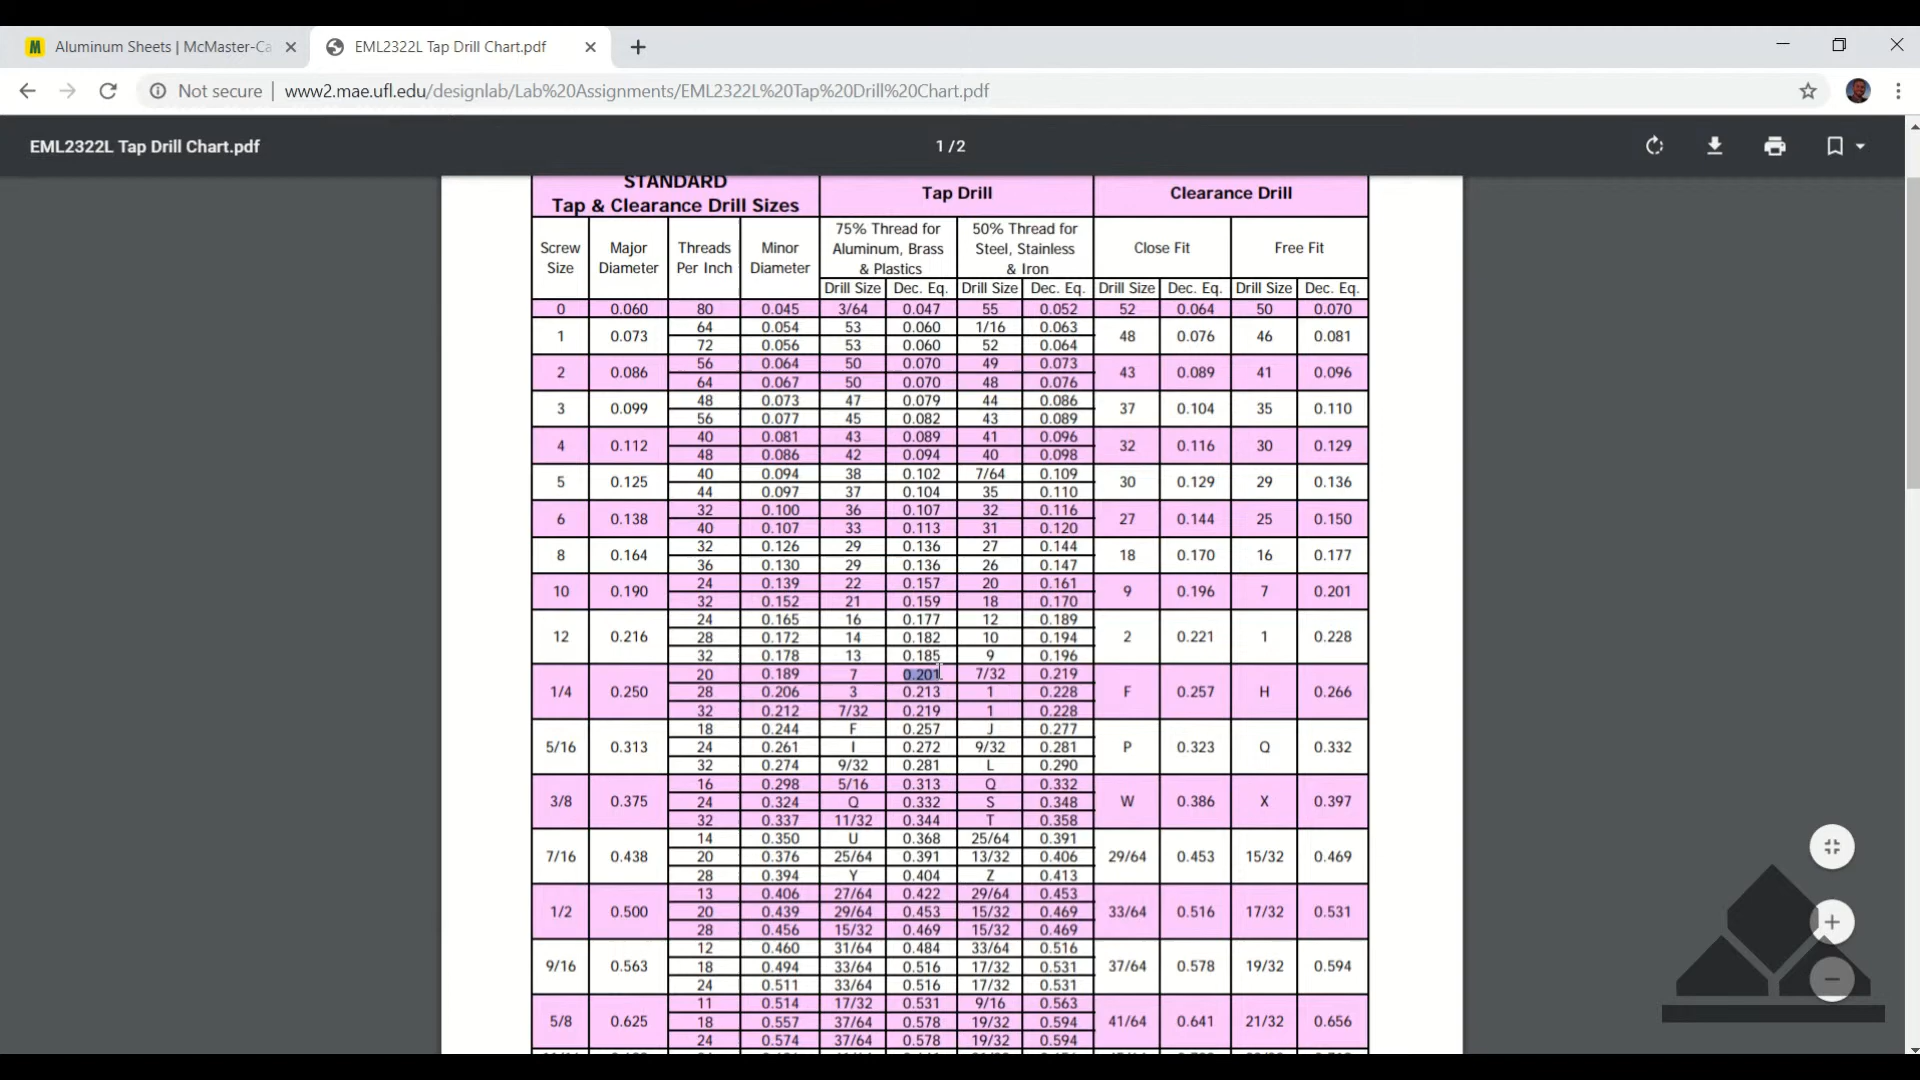 Aluminum Sheets | McMaster-Ca
EML2322L Tap Drill Chart.pdf
Not secure | www2.mae.ufl.edu/designlab/Lab%20Assignments/EML2322L%20Tap%20Drill%20Chart.pdf
EML2322L Tap Drill Chart.pdf 1 / 2
STANDARD
Tap & Clearance Drill Sizes Tap Drill Clearance Drill
Screw Size Major Diameter Threads Per Inch Minor Diameter 75% Thread for Aluminum, Brass & Plastics 50% Thread for Steel, Stainless & Iron Close Fit Free Fit
Drill Size Dec. Eq. Drill Size Dec. Eq. Drill Size Dec. Eq. Drill Size Dec. Eq.
0 0.060 80 0.045 3/64 0.047 55 0.052 52 0.064 50 0.070
1 0.073 64 0.054 53 0.060 1/16 0.063 48 0.076 46 0.081
72 0.056 53 0.060 52 0.064
2 0.086 56 0.064 50 0.070 49 0.073 43 0.089 41 0.096
64 0.067 50 0.070 48 0.076
3 0.099 48 0.073 47 0.079 44 0.086 37 0.104 35 0.110
56 0.077 45 0.082 43 0.089
4 0.112 40 0.081 43 0.089 41 0.096 32 0.116 30 0.129
48 0.086 42 0.094 40 0.098
5 0.125 40 0.094 38 0.102 7/64 0.109 30 0.129 29 0.136
44 0.097 37 0.104 35 0.110
6 0.138 32 0.100 36 0.107 32 0.116 27 0.144 25 0.150
40 0.107 33 0.113 31 0.120
8 0.164 32 0.126 29 0.136 27 0.144 18 0.170 16 0.177
36 0.130 29 0.136 26 0.147
10 0.190 24 0.139 22 0.157 20 0.161 9 0.196 7 0.201
32 0.152 21 0.159 18 0.170
12 0.216 24 0.165 16 0.177 12 0.189 2 0.221 1 0.228
28 0.172 14 0.182 10 0.194
32 0.178 13 0.185 9 0.196
1/4 0.250 20 0.189 7 0.201 7/32 0.219 F 0.257 H 0.266
28 0.206 3 0.213 1 0.228
32 0.212 7/32 0.219 1 0.228
5/16 0.313 18 0.244 F 0.257 J 0.277 P 0.323 Q 0.332
24 0.261 I 0.272 9/32 0.281
32 0.274 9/32 0.281 L 0.290
3/8 0.375 16 0.298 5/16 0.313 Q 0.332 W 0.386 X 0.397
24 0.324 Q 0.332 S 0.348
32 0.337 11/32 0.344 T 0.358
7/16 0.438 14 0.350 U 0.368 25/64 0.391 29/64 0.453 15/32 0.469
20 0.376 25/64 0.391 13/32 0.406
28 0.394 Y 0.404 Z 0.413
1/2 0.500 13 0.406 27/64 0.422 29/64 0.453 33/64 0.516 17/32 0.531
20 0.439 29/64 0.453 15/32 0.469
28 0.456 15/32 0.469 15/32 0.469
9/16 0.563 12 0.460 31/64 0.484 33/64 0.516 37/64 0.578 19/32 0.594
18 0.494 33/64 0.516 17/32 0.531
24 0.511 33/64 0.516 17/32 0.531
5/8 0.625 11 0.514 17/32 0.531 9/16 0.563 41/64 0.641 21/32 0.656
18 0.557 37/64 0.578 19/32 0.594
24 0.574 37/64 0.578 19/32 0.594